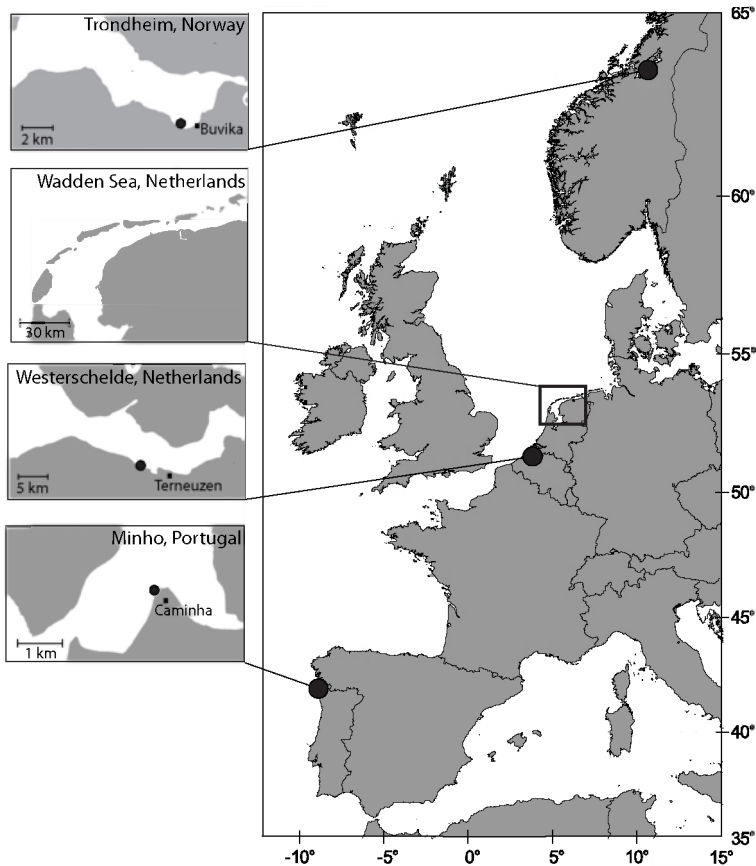 Trondheim, Norway
Buvika
2 km
Wadden Sea, Netherlands
30 km
Westerschelde, Netherlands
5 km
Terneuzen
Minho, Portugal
Caminha
1 km
65°
60°
55°
50°
45°
40°
35°
-10° -5° 0° 5° 10° 15°